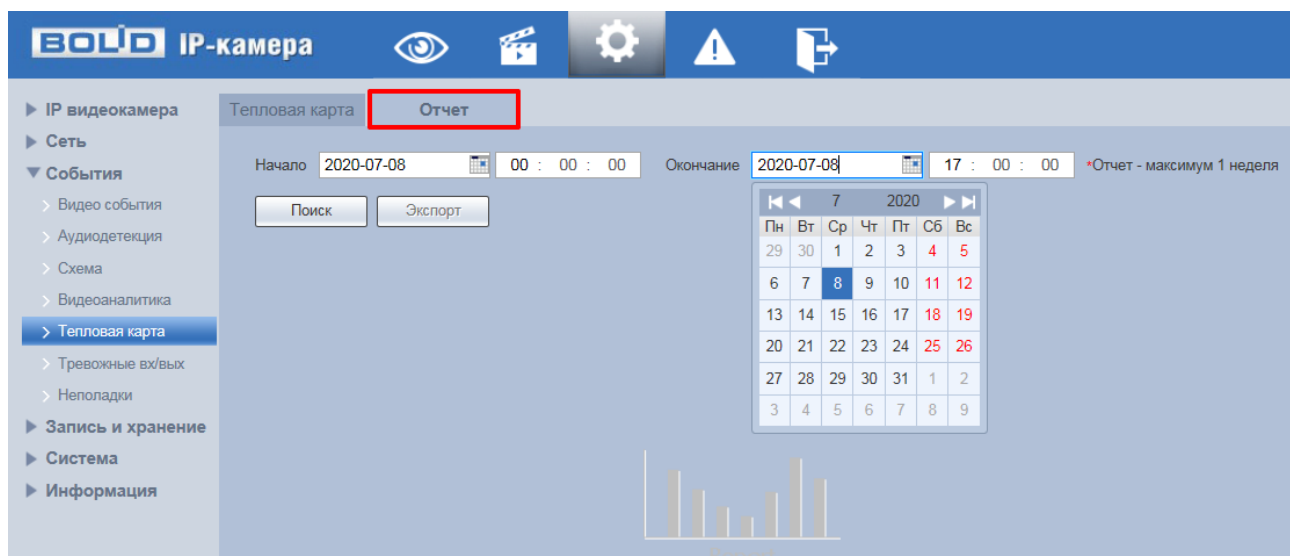 BOLID IP-камера
IP видеокамера
Сеть
События
Видео события
Аудиодетекция
Схема
Видеоаналитика
Тепловая карта
Тревожные вх/вых
Неполадки
Запись и хранение
Система
Информация
Тепловая карта Отчет
Начало 2020-07-08 00 : 00 : 00 Окончание 2020-07-08 17 : 00 : 00 *Отчет - максимум 1 неделя
Поиск Экспорт
7 2020
Пн Вт Ср Чт Пт Сб Вс
29 30 1 2 3 4 5
6 7 8 9 10 11 12
13 14 15 16 17 18 19
20 21 22 23 24 25 26
27 28 29 30 31 1 2
3 4 5 6 7 8 9